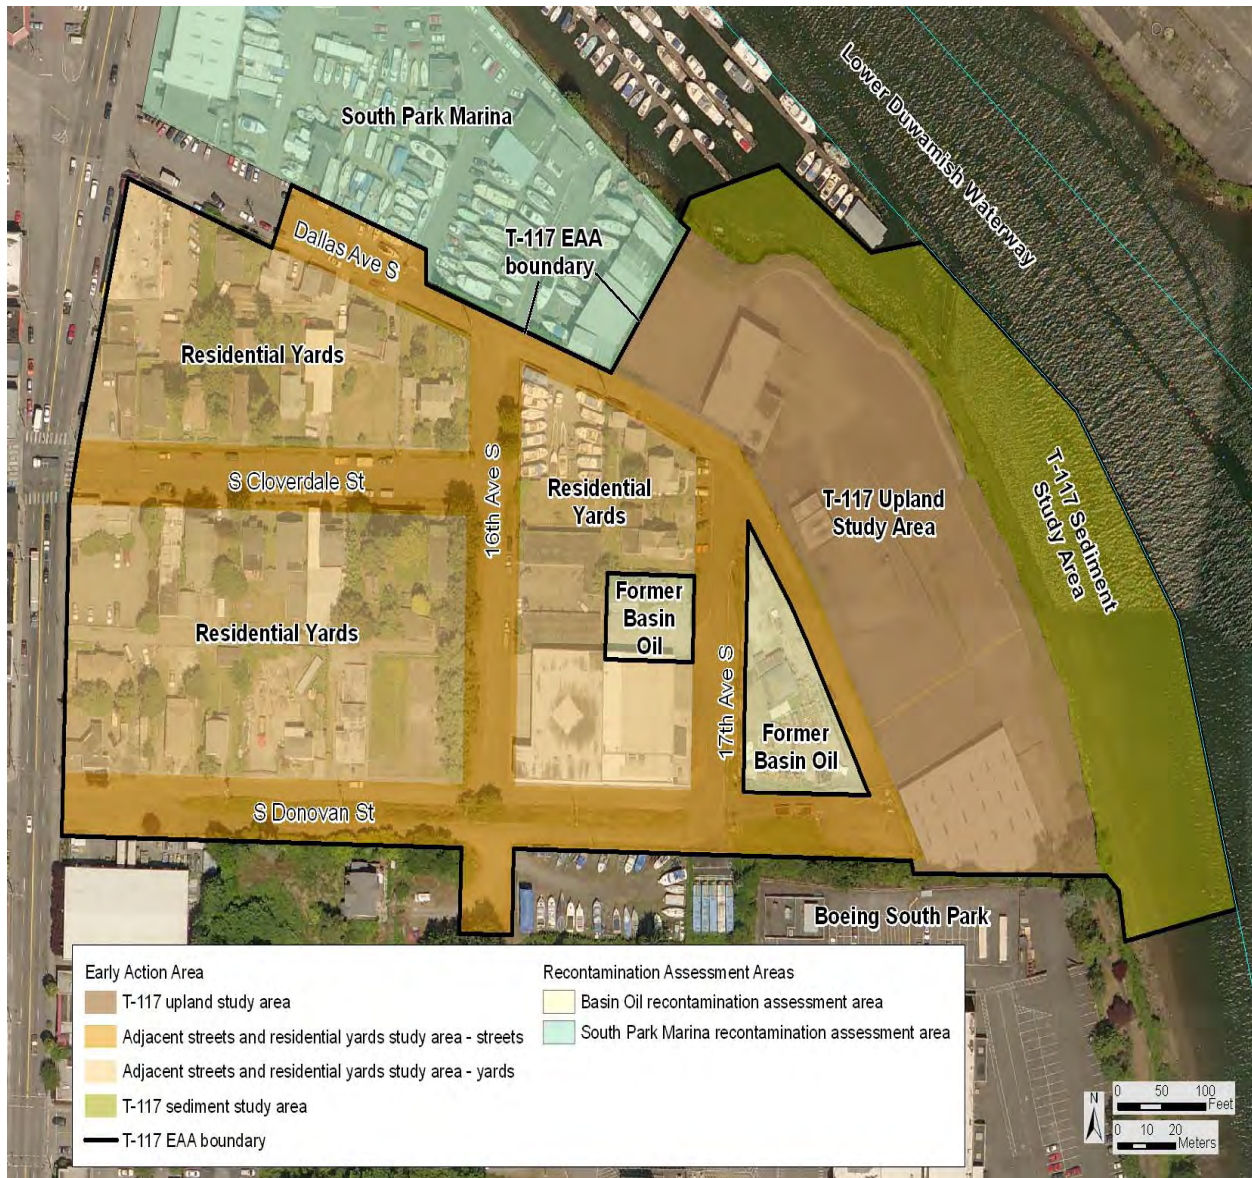 South Park Marina
Lower Duwamish Waterway
Dallas Ave S
T-117 EAA
boundary
Residential Yards
S Cloverdale St
16th Ave S
Residential
Yards
T-117 Upland
Study Area
T-117 Sediment
Study Area
Former
Basin
Oil
Residential Yards
17th Ave S
Former
Basin Oil
S Donovan St
Boeing South Park
Early Action Area
T-117 upland study area
Adjacent streets and residential yards study area - streets
Adjacent streets and residential yards study area - yards
T-117 sediment study area
T-117 EAA boundary
Recontamination Assessment Areas
Basin Oil recontamination assessment area
South Park Marina recontamination assessment area
N
0 50 100
Feet
0 10 20
Meters